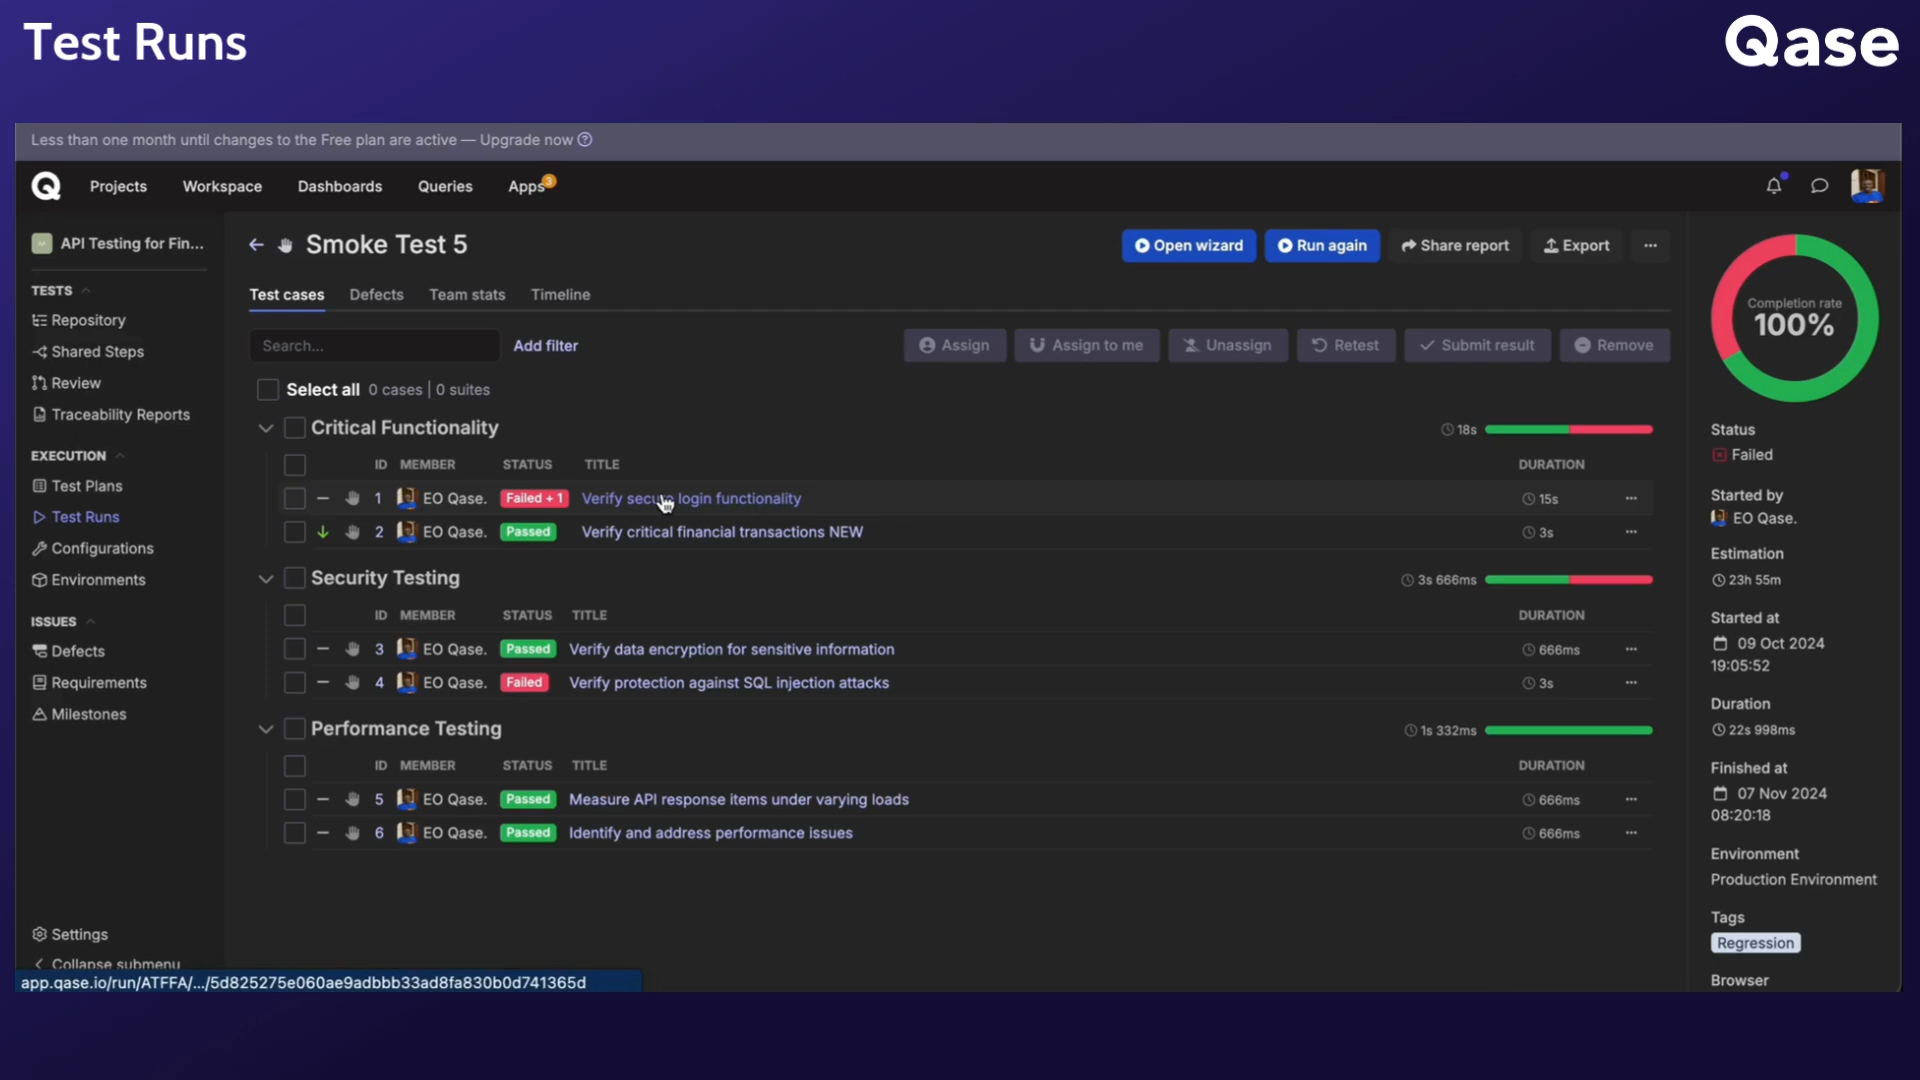 Test Runs
Qase
Less than one month until changes to the Free plan are active — Upgrade now
Projects
Workspace
Dashboards
Queries
Apps
3
API Testing for Fin...
TESTS
Repository
Shared Steps
Review
Traceability Reports
EXECUTION
Test Plans
Test Runs
Configurations
Environments
ISSUES
Defects
Requirements
Milestones
Settings
Collapse submenu
app.qase.io/run/ATFFA/.../5d825275e060ae9adbbb33ad8fa830b0d741365d
Smoke Test 5
Open wizard
Run again
Share report
Export
Test cases
Defects
Team stats
Timeline
Search...
Add filter
Assign
Assign to me
Unassign
Retest
Submit result
Remove
Select all 0 cases | 0 suites
Critical Functionality 18s
ID MEMBER STATUS TITLE DURATION
1 EO Qase. Failed + 1 Verify secure login functionality 15s
2 EO Qase. Passed Verify critical financial transactions NEW 3s
Security Testing 3s 666ms
ID MEMBER STATUS TITLE DURATION
3 EO Qase. Passed Verify data encryption for sensitive information 666ms
4 EO Qase. Failed Verify protection against SQL injection attacks 3s
Performance Testing 1s 332ms
ID MEMBER STATUS TITLE DURATION
5 EO Qase. Passed Measure API response items under varying loads 666ms
6 EO Qase. Passed Identify and address performance issues 666ms
Completion rate
100%
Status
Failed
Started by
EO Qase.
Estimation
23h 55m
Started at
09 Oct 2024
19:05:52
Duration
22s 998ms
Finished at
07 Nov 2024
08:20:18
Environment
Production Environment
Tags
Regression
Browser